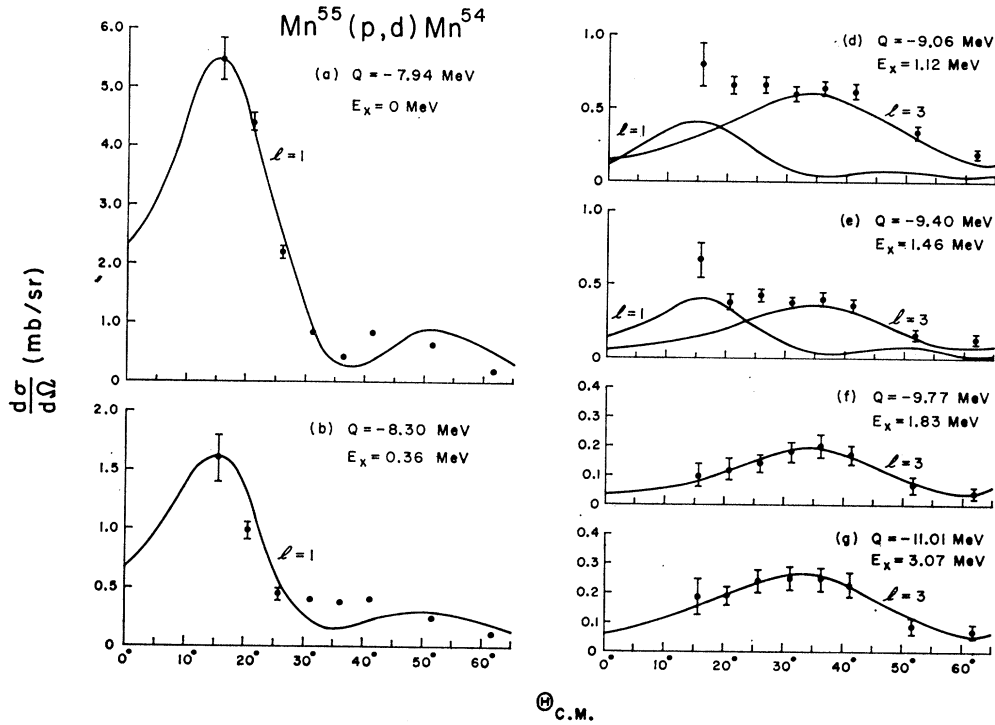 Mn⁵⁵(p,d)Mn⁵⁴
dσ/dΩ (mb/sr)
(a) Q = −7.94 MeV
Eₓ = 0 MeV
ℓ = 1
6.0
5.0
4.0
3.0
2.0
1.0
0
(b) Q = −8.30 MeV
Eₓ = 0.36 MeV
ℓ = 1
2.0
1.5
1.0
0.5
0
0° 10° 20° 30° 40° 50° 60°
(d) Q = −9.06 MeV
Eₓ = 1.12 MeV
ℓ = 1
ℓ = 3
1.0
0.5
0
(e) Q = −9.40 MeV
Eₓ = 1.46 MeV
ℓ = 1
ℓ = 3
1.0
0.5
0
(f) Q = −9.77 MeV
Eₓ = 1.83 MeV
ℓ = 3
0.4
0.3
0.2
0.1
0
(g) Q = −11.01 MeV
Eₓ = 3.07 MeV
ℓ = 3
0.4
0.3
0.2
0.1
0
0° 10° 20° 30° 40° 50° 60°
Θ C.M.